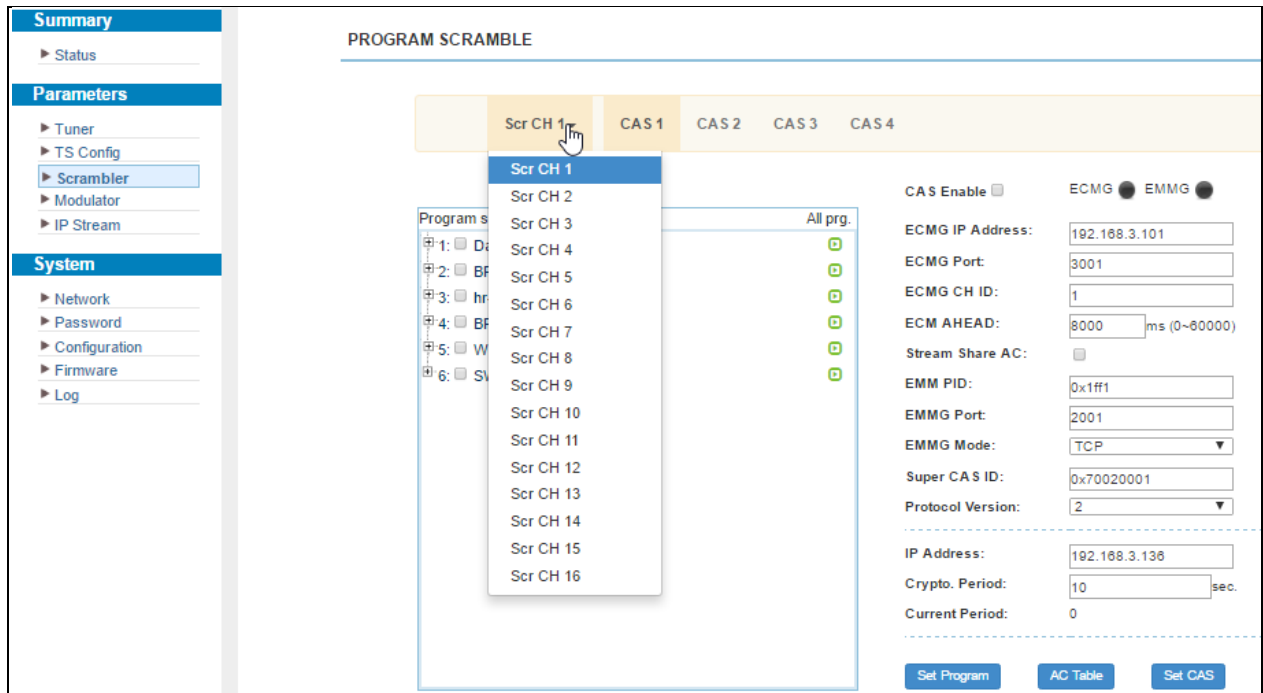 Summary
Status
Parameters
Tuner
TS Config
Scrambler
Modulator
IP Stream
System
Network
Password
Configuration
Firmware
Log
PROGRAM SCRAMBLE
Scr CH 1 CAS 1 CAS 2 CAS 3 CAS 4
Scr CH 1
Scr CH 2
Scr CH 3
Scr CH 4
Scr CH 5
Scr CH 6
Scr CH 7
Scr CH 8
Scr CH 9
Scr CH 10
Scr CH 11
Scr CH 12
Scr CH 13
Scr CH 14
Scr CH 15
Scr CH 16
Program All prg.
1:
2:
3:
4:
5:
6:
CAS Enable ECMG EMMG
ECMG IP Address: 192.168.3.101
ECMG Port: 3001
ECMG CH ID: 1
ECM AHEAD: 8000 ms (0~60000)
Stream Share AC:
EMM PID: 0x1ff1
EMMG Port: 2001
EMMG Mode: TCP
Super CAS ID: 0x70020001
Protocol Version: 2
IP Address: 192.168.3.136
Crypto. Period: 10 sec.
Current Period: 0
Set Program AC Table Set CAS